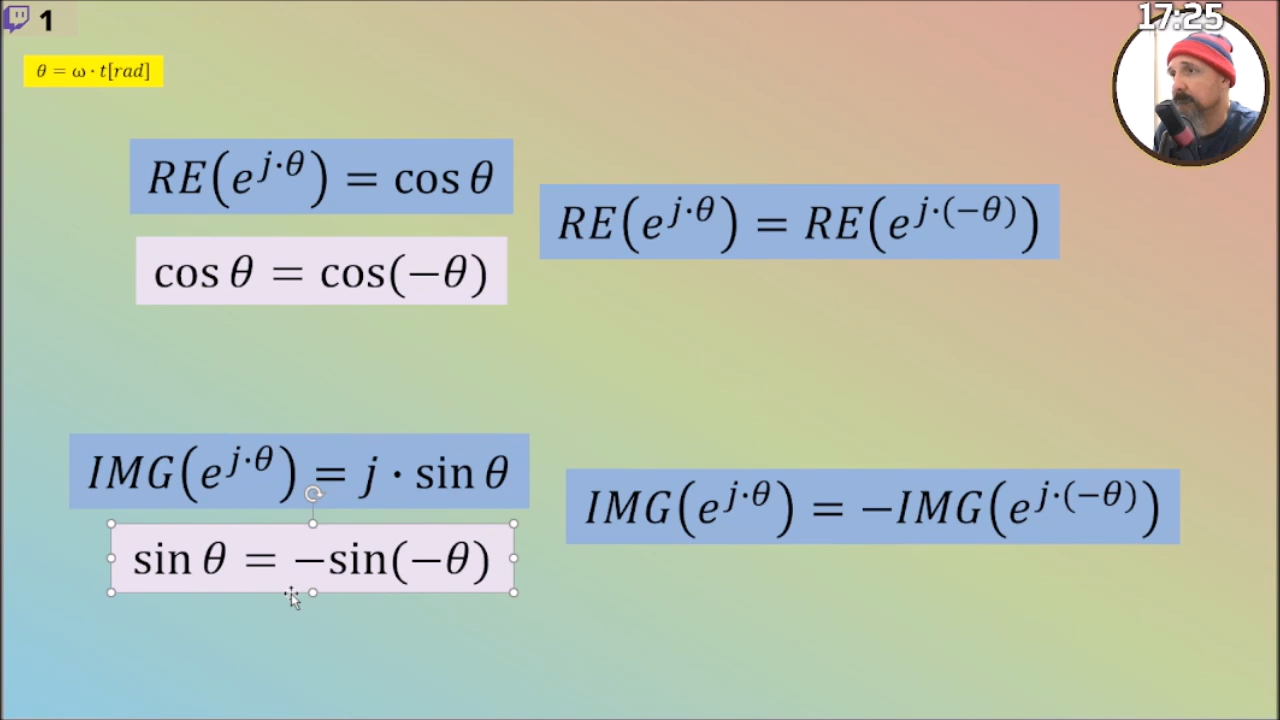 1
17:25
θ = ω · t[rad]
RE(e^{j·θ}) = cos θ
RE(e^{j·θ}) = RE(e^{j·(−θ)})
cos θ = cos(−θ)
IMG(e^{j·θ}) = j · sin θ
IMG(e^{j·θ}) = −IMG(e^{j·(−θ)})
sin θ = −sin(−θ)